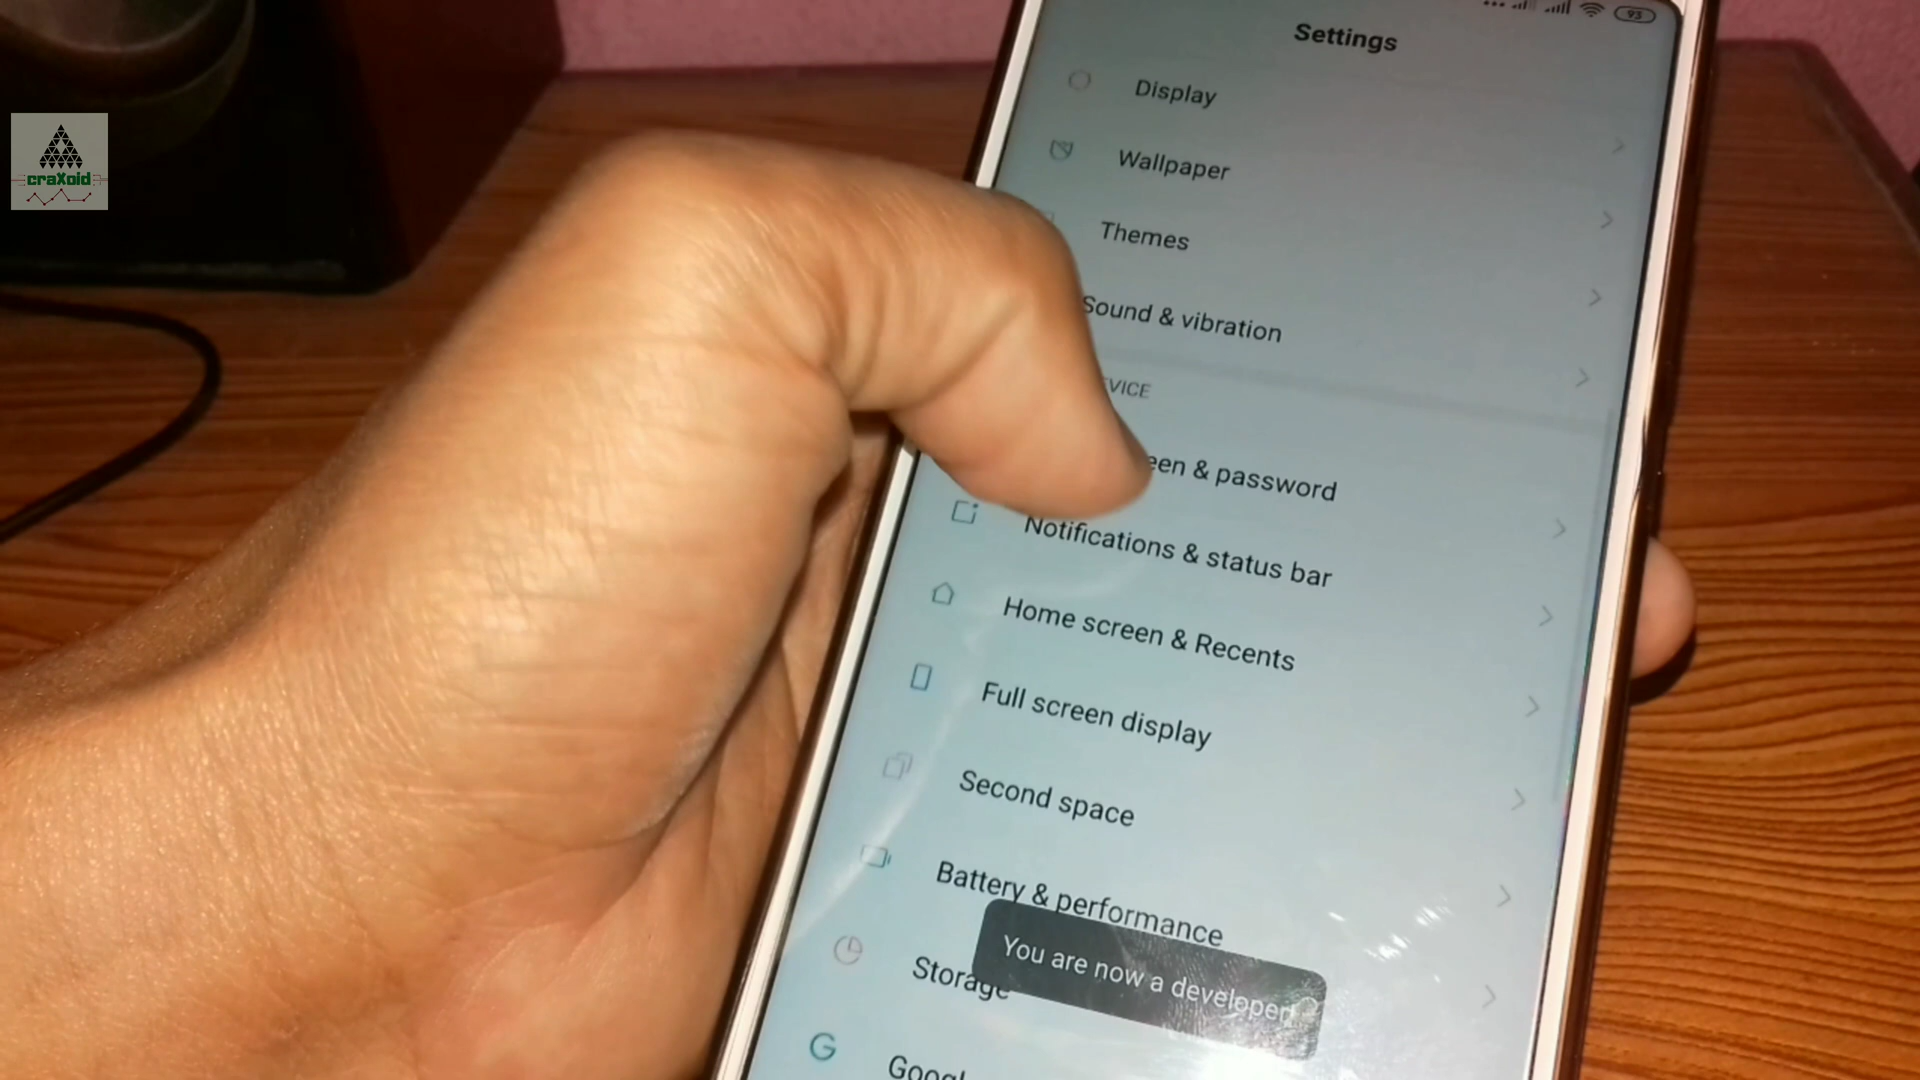 93
Settings
Display
craXoid
Wallpaper
Themes
Sound & vibration
VICE
een & password
Notifications & status bar
Home screen & Recents
Full screen display
Second space
Battery & performance
You are now a developer!
Storage
G
Googl